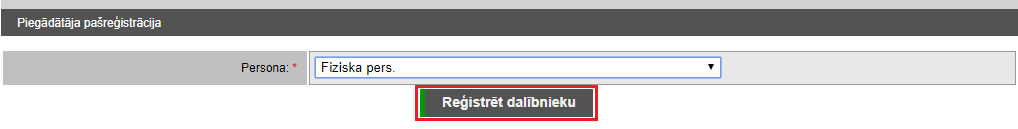 Piegādātāja pašreģistrācija
Persona: * Fiziska pers.
Reģistrēt dalībnieku